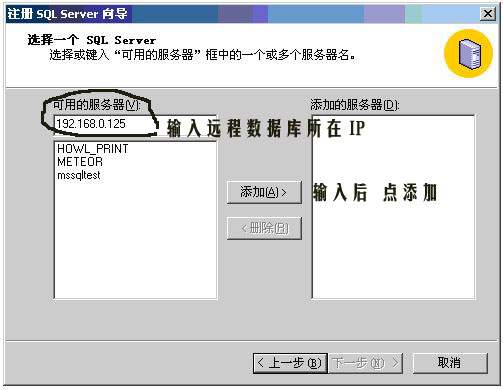 注册 SQL Server 向导
选择一个 SQL Server
选择或键入“可用的服务器”框中的一个或多个服务器名。
可用的服务器(V):
添加的服务器(D):
192.168.0.125
输入远程数据库所在 IP
HOWL_PRINT
METEOR
mssqltest
添加(A) >
输入后 点添加
< 删除(R)
< 上一步(B)
下一步(N) >
取消